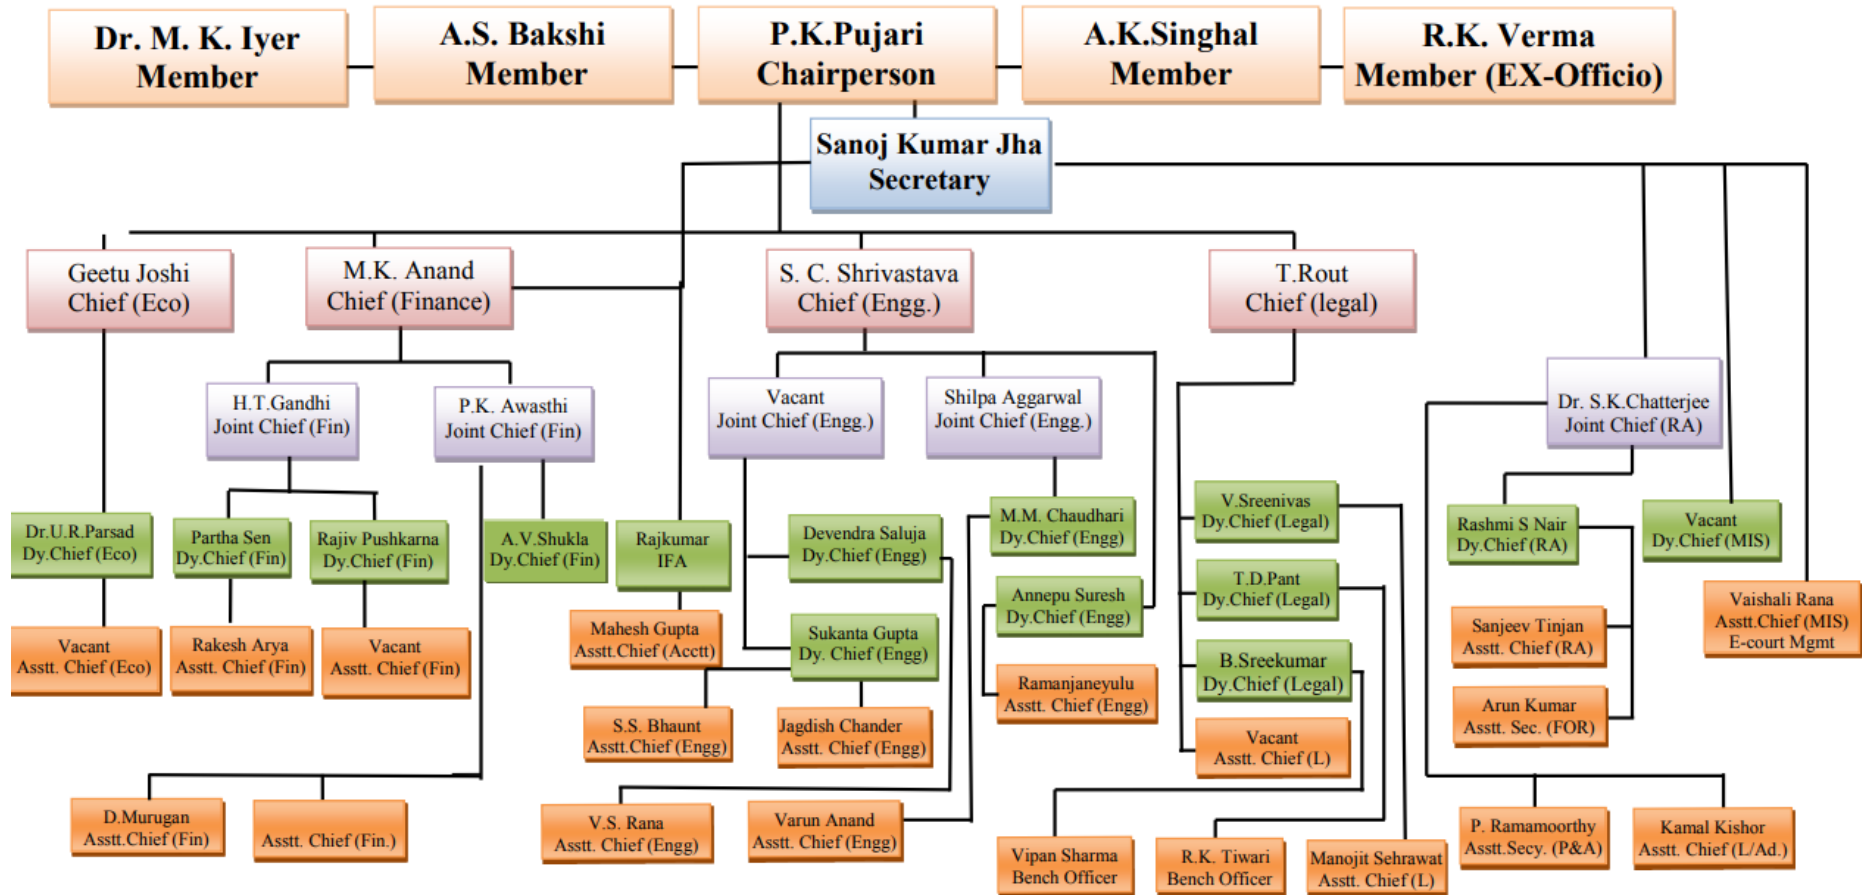 Dr. M. K. Iyer
Member
A.S. Bakshi
Member
P.K.Pujari
Chairperson
A.K.Singhal
Member
R.K. Verma
Member (EX-Officio)
Sanoj Kumar Jha
Secretary
Geetu Joshi
Chief (Eco)
M.K. Anand
Chief (Finance)
S. C. Shrivastava
Chief (Engg.)
T.Rout
Chief (legal)
H.T.Gandhi
Joint Chief (Fin)
P.K. Awasthi
Joint Chief (Fin)
Vacant
Joint Chief (Engg.)
Shilpa Aggarwal
Joint Chief (Engg.)
Dr. S.K.Chatterjee
Joint Chief (RA)
Dr.U.R.Parsad
Dy.Chief (Eco)
Partha Sen
Dy.Chief (Fin)
Rajiv Pushkarna
Dy.Chief (Fin)
A.V.Shukla
Dy.Chief (Fin)
Rajkumar
IFA
Devendra Saluja
Dy.Chief (Engg)
M.M. Chaudhari
Dy.Chief (Engg)
V.Sreenivas
Dy.Chief (Legal)
Rashmi S Nair
Dy.Chief (RA)
Vacant
Dy.Chief (MIS)
Annepu Suresh
Dy.Chief (Engg)
T.D.Pant
Dy.Chief (Legal)
Vaishali Rana
Asstt.Chief (MIS)
E-court Mgmt
Vacant
Asstt. Chief (Eco)
Rakesh Arya
Asstt. Chief (Fin)
Vacant
Asstt. Chief (Fin)
Mahesh Gupta
Asstt.Chief (Acctt)
Sukanta Gupta
Dy. Chief (Engg)
Sanjeev Tinjan
Asstt. Chief (RA)
B.Sreekumar
Dy.Chief (Legal)
Ramanjaneyulu
Asstt. Chief (Engg)
Arun Kumar
Asstt. Sec. (FOR)
S.S. Bhaunt
Asstt.Chief (Engg)
Jagdish Chander
Asstt. Chief (Engg)
Vacant
Asstt. Chief (L)
D.Murugan
Asstt.Chief (Fin)
Asstt. Chief (Fin.)
V.S. Rana
Asstt. Chief (Engg)
Varun Anand
Asstt. Chief (Engg)
Vipan Sharma
Bench Officer
R.K. Tiwari
Bench Officer
Manojit Sehrawat
Asstt. Chief (L)
P. Ramamoorthy
Asstt.Secy. (P&A)
Kamal Kishor
Asstt. Chief (L/Ad.)